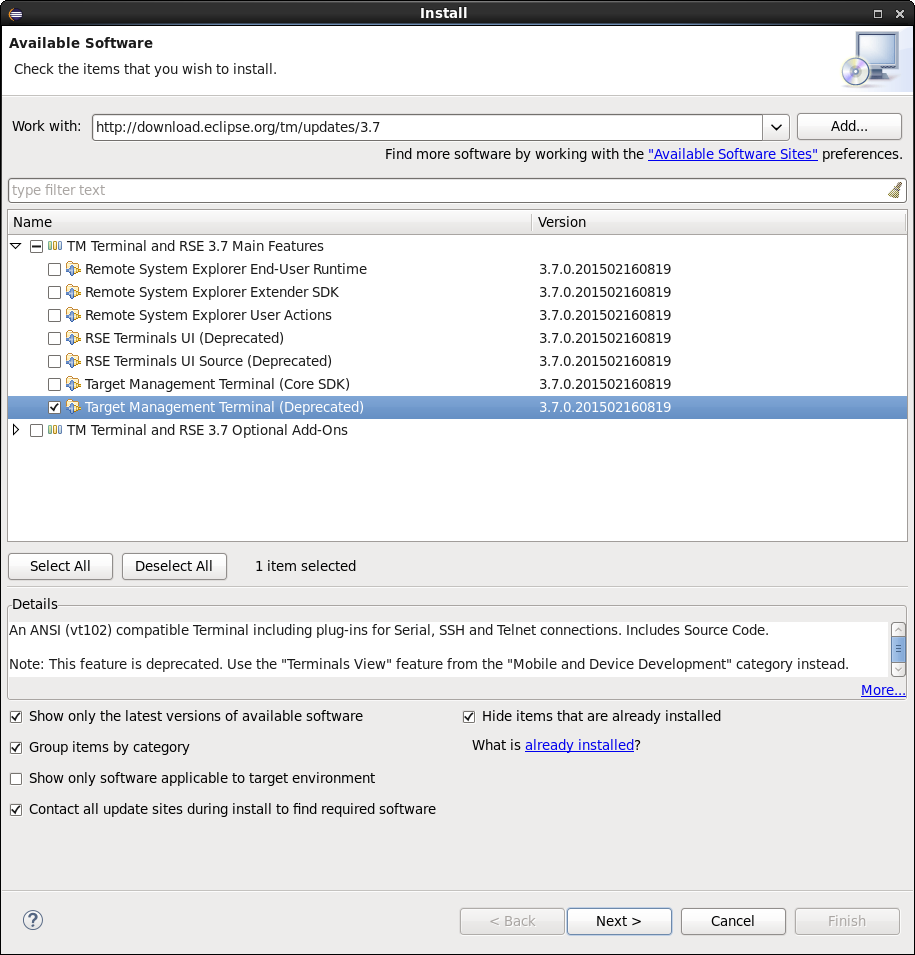 Install
Available Software
Check the items that you wish to install.
Work with: http://download.eclipse.org/tm/updates/3.7 Add...
Find more software by working with the "Available Software Sites" preferences.
type filter text
Name Version
TM Terminal and RSE 3.7 Main Features
Remote System Explorer End-User Runtime 3.7.0.201502160819
Remote System Explorer Extender SDK 3.7.0.201502160819
Remote System Explorer User Actions 3.7.0.201502160819
RSE Terminals UI (Deprecated) 3.7.0.201502160819
RSE Terminals UI Source (Deprecated) 3.7.0.201502160819
Target Management Terminal (Core SDK) 3.7.0.201502160819
Target Management Terminal (Deprecated) 3.7.0.201502160819
TM Terminal and RSE 3.7 Optional Add-Ons
Select All Deselect All 1 item selected
Details
An ANSI (vt102) compatible Terminal including plug-ins for Serial, SSH and Telnet connections. Includes Source Code.
Note: This feature is deprecated. Use the "Terminals View" feature from the "Mobile and Device Development" category instead.
More...
Show only the latest versions of available software Hide items that are already installed
Group items by category What is already installed?
Show only software applicable to target environment
Contact all update sites during install to find required software
? < Back Next > Cancel Finish